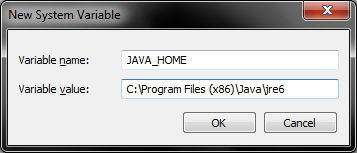 New System Variable
Variable name: JAVA_HOME
Variable value: C:\Program Files (x86)\Java\jre6
OK Cancel